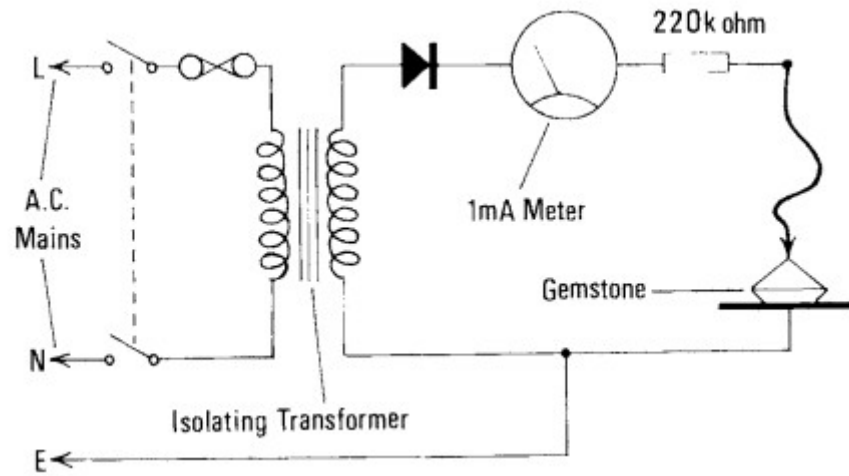 220k ohm
L
A.C.
Mains
1mA Meter
Gemstone
N
Isolating Transformer
E